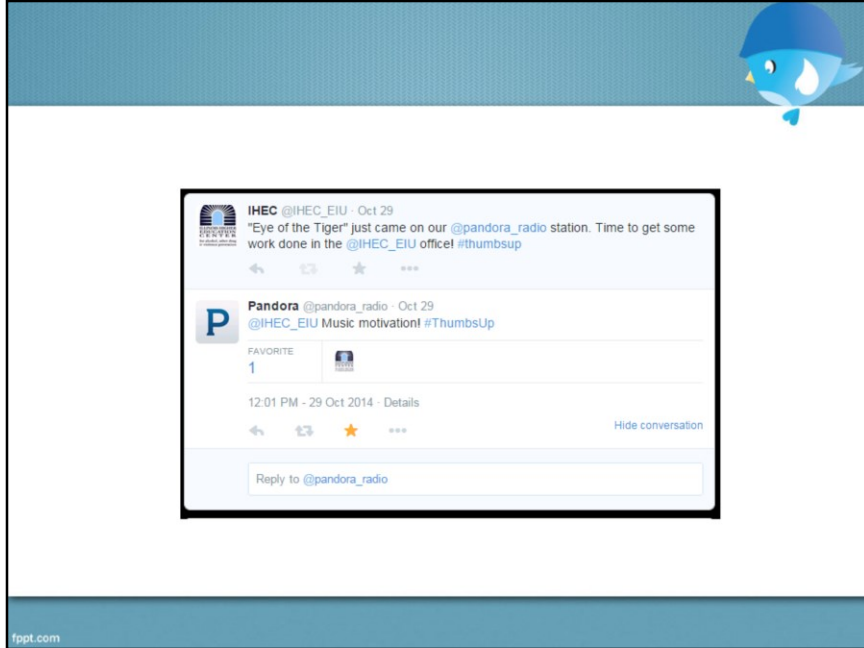 IHEC @IHEC_EIU · Oct 29
"Eye of the Tiger" just came on our @pandora_radio station. Time to get some
work done in the @IHEC_EIU office! #thumbsup
Pandora @pandora_radio · Oct 29
@IHEC_EIU Music motivation! #ThumbsUp
FAVORITE
1
12:01 PM - 29 Oct 2014 · Details
Hide conversation
Reply to @pandora_radio
fppt.com